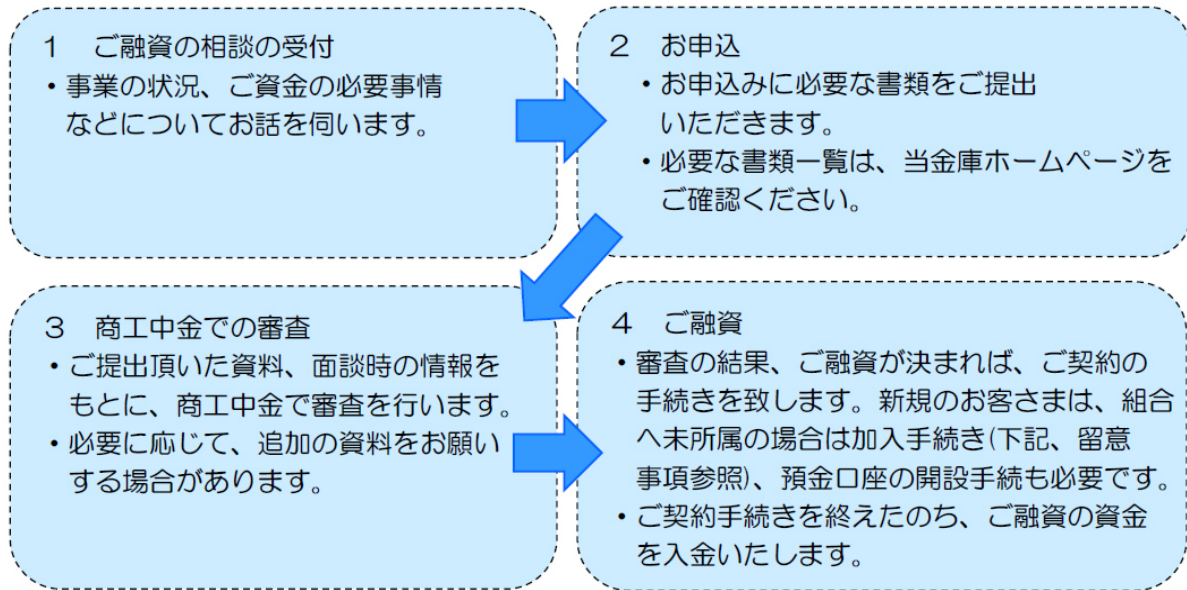 1　ご融資の相談の受付
・事業の状況、ご資金の必要事情
などについてお話を伺います。
2　お申込
・お申込みに必要な書類をご提出
いただきます。
・必要な書類一覧は、当金庫ホームページを
ご確認ください。
3　商工中金での審査
・ご提出頂いた資料、面談時の情報を
もとに、商工中金で審査を行います。
・必要に応じて、追加の資料をお願い
する場合があります。
4　ご融資
・審査の結果、ご融資が決まれば、ご契約の
手続きを致します。新規のお客さまは、組合
へ未所属の場合は加入手続き(下記、留意
事項参照)、預金口座の開設手続も必要です。
・ご契約手続きを終えたのち、ご融資の資金
を入金いたします。